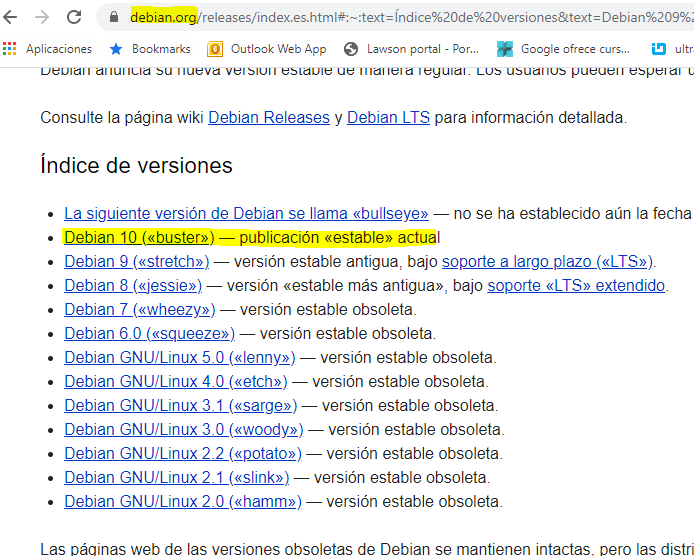 debian.org/releases/index.es.html#:~:text=Índice%20de%20versiones&text=Debian%209%2
Aplicaciones Bookmarks Outlook Web App Lawson portal - Por... Google ofrece curs... ultr
Debian anuncia su nueva versión estable de manera regular. Los usuarios pueden esperar u
Consulte la página wiki Debian Releases y Debian LTS para información detallada.
Índice de versiones
La siguiente versión de Debian se llama «bullseye» — no se ha establecido aún la fecha
Debian 10 («buster») — publicación «estable» actual
Debian 9 («stretch») — versión estable antigua, bajo soporte a largo plazo («LTS»).
Debian 8 («jessie») — versión «estable más antigua», bajo soporte «LTS» extendido.
Debian 7 («wheezy») — versión estable obsoleta.
Debian 6.0 («squeeze») — versión estable obsoleta.
Debian GNU/Linux 5.0 («lenny») — versión estable obsoleta.
Debian GNU/Linux 4.0 («etch») — versión estable obsoleta.
Debian GNU/Linux 3.1 («sarge») — versión estable obsoleta.
Debian GNU/Linux 3.0 («woody») — versión estable obsoleta.
Debian GNU/Linux 2.2 («potato») — versión estable obsoleta.
Debian GNU/Linux 2.1 («slink») — versión estable obsoleta.
Debian GNU/Linux 2.0 («hamm») — versión estable obsoleta.
Las páginas web de las versiones obsoletas de Debian se mantienen intactas, pero las distri